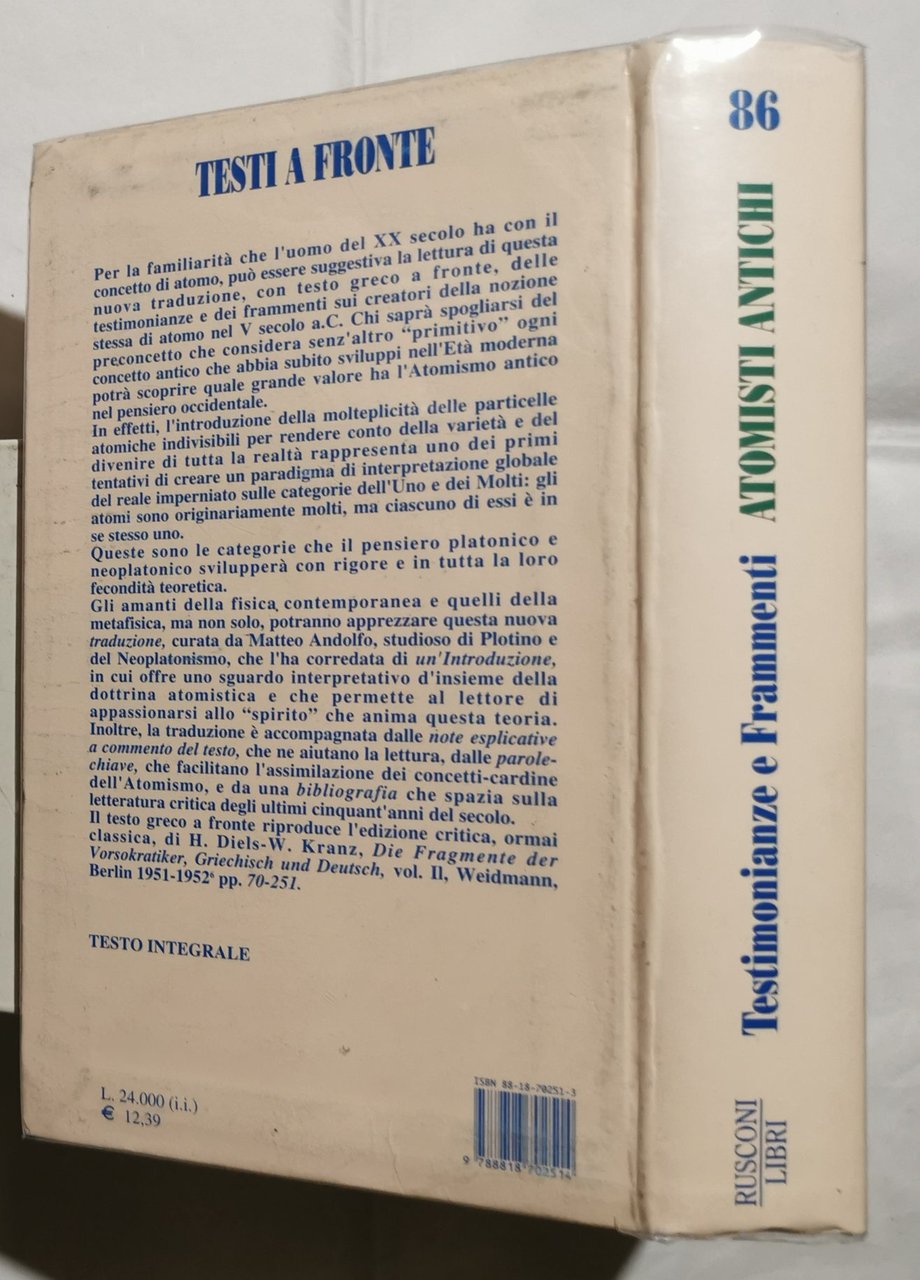 TESTI A FRONTE
Per la familiarità che l'uomo del XX secolo ha con il
concetto di atomo, può essere suggestiva la lettura di questa
nuova traduzione, con testo greco a fronte, delle
testimonianze e dei frammenti sui creatori della nozione
stessa di atomo nel V secolo a.C. Chi saprà spogliarsi del
preconcetto che considera senz'altro “primitivo” ogni
concetto antico che abbia subito sviluppi nell'Età moderna
potrà scoprire quale grande valore ha l'Atomismo antico
nel pensiero occidentale.
In effetti, l'introduzione della molteplicità delle particelle
atomiche indivisibili per rendere conto della varietà e del
divenire di tutta la realtà rappresenta uno dei primi
tentativi di creare un paradigma di interpretazione globale
del reale imperniato sulle categorie dell'Uno e dei Molti: gli
atomi sono originariamente molti, ma ciascuno di essi è in
se stesso uno.
Queste sono le categorie che il pensiero platonico e
neoplatonico svilupperà con rigore e in tutta la loro
fecondità teoretica.
Gli amanti della fisica contemporanea e quelli della
metafisica, ma non solo, potranno apprezzare questa nuova
traduzione, curata da Matteo Andolfo, studioso di Plotino e
del Neoplatonismo, che l'ha corredata di un'Introduzione,
in cui offre uno sguardo interpretativo d'insieme della
dottrina atomistica e che permette al lettore di
appassionarsi allo “spirito” che anima questa teoria.
Inoltre, la traduzione è accompagnata dalle note esplicative
a commento del testo, che ne aiutano la lettura, dalle parole-
chiave, che facilitano l'assimilazione dei concetti-cardine
dell'Atomismo, e da una bibliografia che spazia sulla
letteratura critica degli ultimi cinquant'anni del secolo.
Il testo greco a fronte riproduce l'edizione critica, ormai
classica, di H. Diels-W. Kranz, Die Fragmente der
Vorsokratiker, Griechisch und Deutsch, vol. II, Weidmann,
Berlin 1951-1952⁶ pp. 70-251.
TESTO INTEGRALE
L. 24.000 (i.i.)
€ 12,39
ISBN 88-18-70251-3
9 788818 702514
86
Testimonianze e Frammenti ATOMISTI ANTICHI
RUSCONI
LIBRI